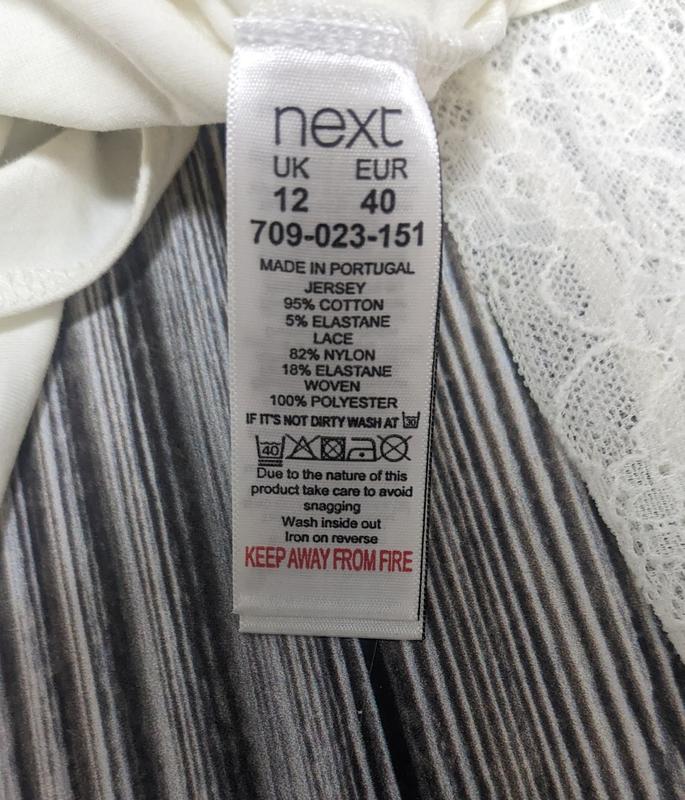 next
UK EUR
12 40
709-023-151
MADE IN PORTUGAL
JERSEY
95% COTTON
5% ELASTANE
LACE
82% NYLON
18% ELASTANE
WOVEN
100% POLYESTER
IF IT'S NOT DIRTY WASH AT 30
40
Due to the nature of this
product take care to avoid
snagging
Wash inside out
Iron on reverse
KEEP AWAY FROM FIRE